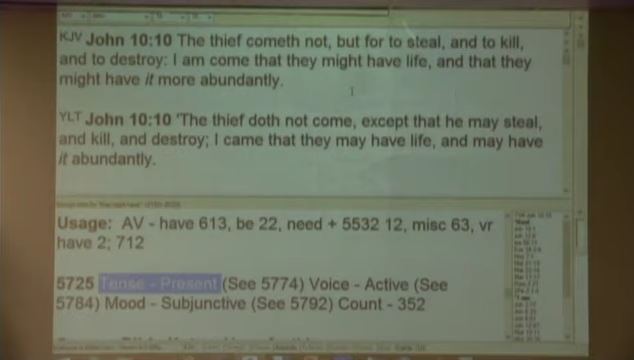 KJV John 10:10 The thief cometh not, but for to steal, and to kill,
and to destroy: I am come that they might have life, and that they
might have it more abundantly.
YLT John 10:10 'The thief doth not come, except that he may steal,
and kill, and destroy; I came that they may have life, and may have
it abundantly.
Usage: AV - have 613, be 22, need + 5532 12, misc 63, vr
have 2; 712
5725 Tense - Present (See 5774) Voice - Active (See
5784) Mood - Subjunctive (See 5792) Count - 352